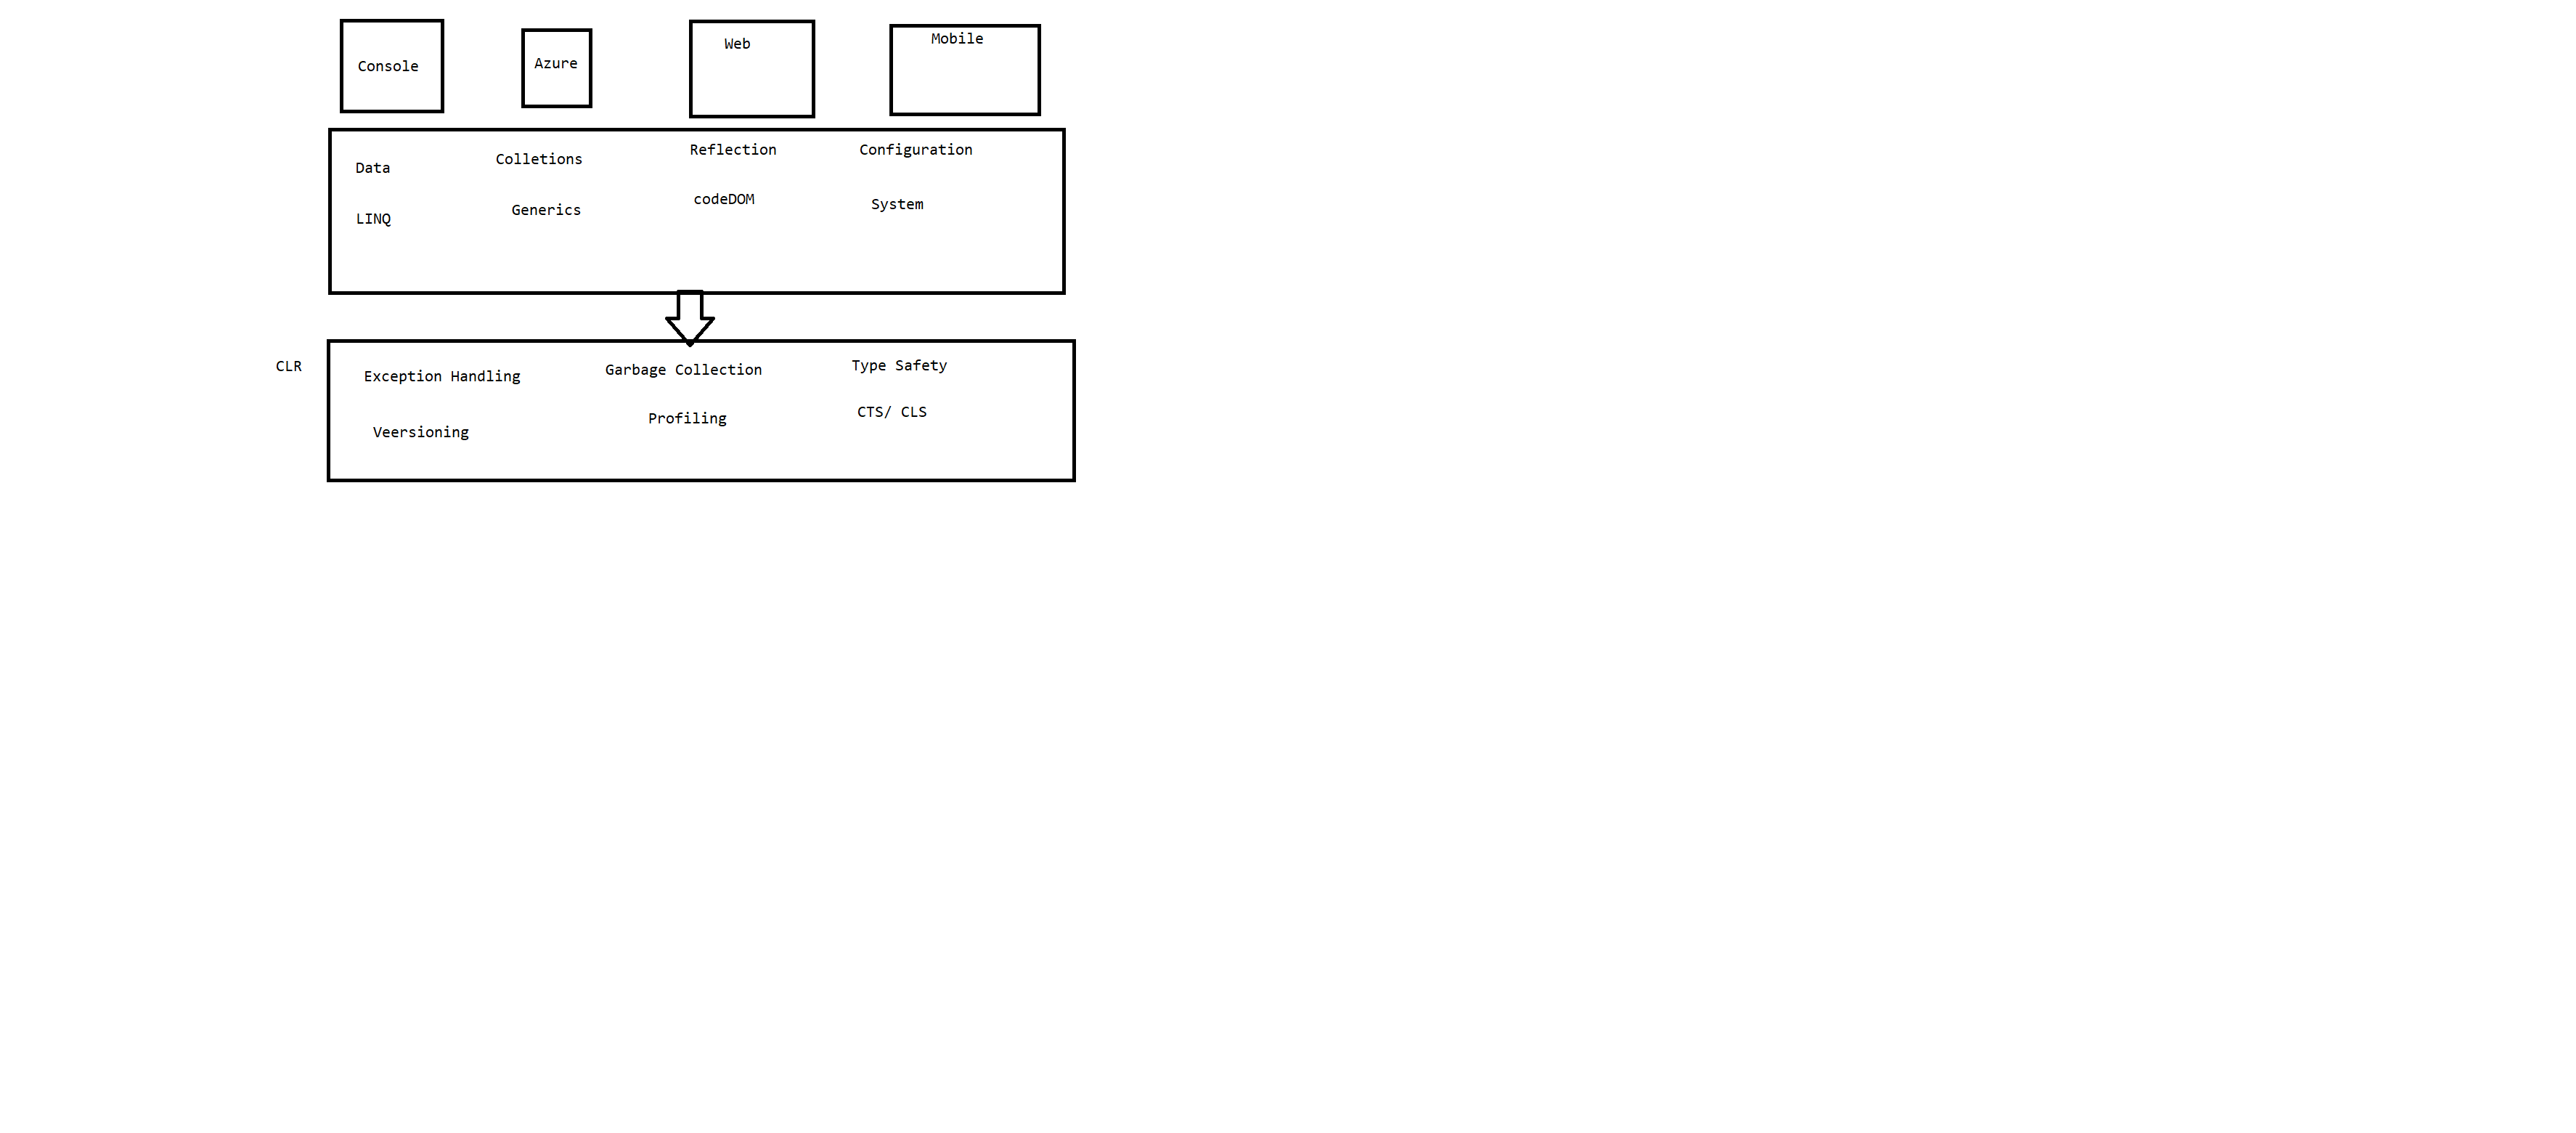 Console
Azure
Web
Mobile
Data
Colletions
Reflection
Configuration
LINQ
Generics
codeDOM
System
CLR
Exception Handling
Garbage Collection
Type Safety
Veersioning
Profiling
CTS/ CLS